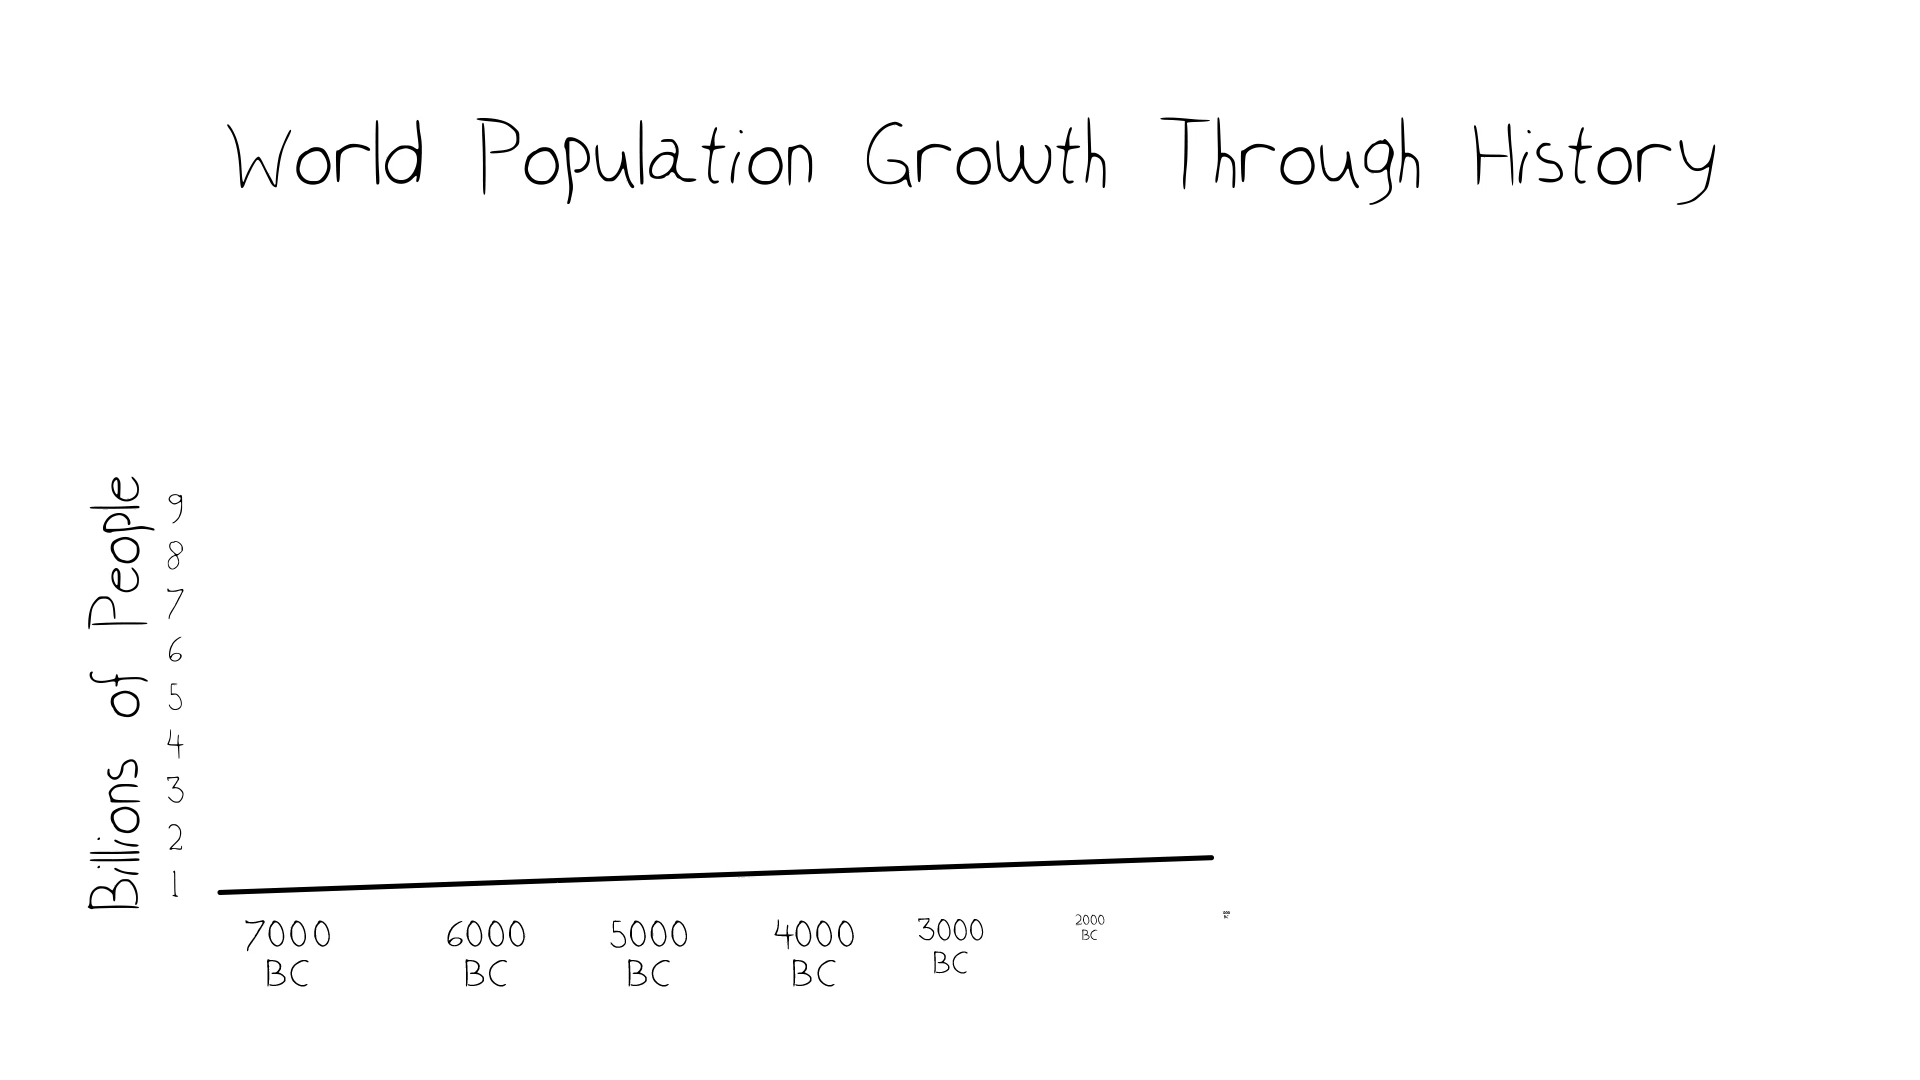 World Population Growth Through History
Billions of People
9
8
7
6
5
4
3
2
1
7000
BC
6000
BC
5000
BC
4000
BC
3000
BC
2000
BC
BC